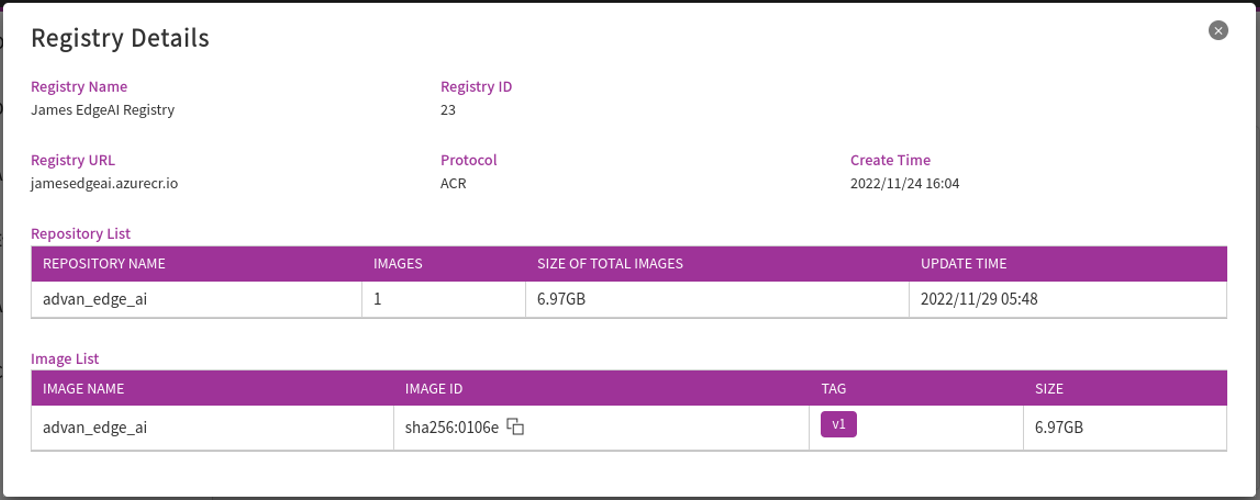 Registry Details
Registry Name Registry ID
James EdgeAI Registry 23
Registry URL Protocol Create Time
jamesedgeai.azurecr.io ACR 2022/11/24 16:04
Repository List
REPOSITORY NAME IMAGES SIZE OF TOTAL IMAGES UPDATE TIME
advan_edge_ai 1 6.97GB 2022/11/29 05:48
Image List
IMAGE NAME IMAGE ID TAG SIZE
advan_edge_ai sha256:0106e v1 6.97GB